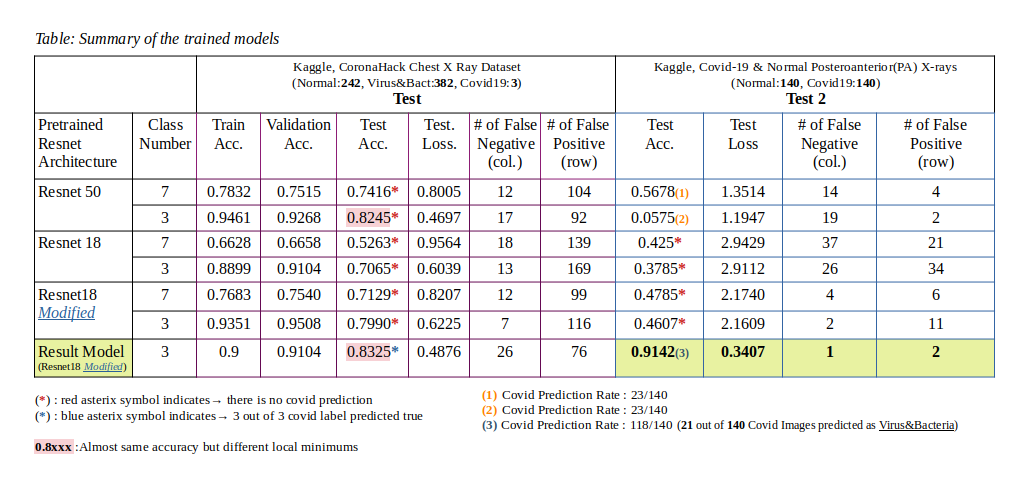 Table: Summary of the trained models
Kaggle, CoronaHack Chest X Ray Dataset
(Normal:242, Virus&Bact:382, Covid19:3)
Test
Kaggle, Covid-19 & Normal Posteroanterior(PA) X-rays
(Normal:140, Covid19:140)
Test 2
Pretrained Resnet Architecture | Class Number | Train Acc. | Validation Acc. | Test Acc. | Test. Loss. | # of False Negative (col.) | # of False Positive (row) | Test Acc. | Test Loss | # of False Negative (col.) | # of False Positive (row)
Resnet 50 | 7 | 0.7832 | 0.7515 | 0.7416* | 0.8005 | 12 | 104 | 0.5678(1) | 1.3514 | 14 | 4
3 | 0.9461 | 0.9268 | 0.8245* | 0.4697 | 17 | 92 | 0.0575(2) | 1.1947 | 19 | 2
Resnet 18 | 7 | 0.6628 | 0.6658 | 0.5263* | 0.9564 | 18 | 139 | 0.425* | 2.9429 | 37 | 21
3 | 0.8899 | 0.9104 | 0.7065* | 0.6039 | 13 | 169 | 0.3785* | 2.9112 | 26 | 34
Resnet18 Modified | 7 | 0.7683 | 0.7540 | 0.7129* | 0.8207 | 12 | 99 | 0.4785* | 2.1740 | 4 | 6
3 | 0.9351 | 0.9508 | 0.7990* | 0.6225 | 7 | 116 | 0.4607* | 2.1609 | 2 | 11
Result Model (Resnet18 Modified) | 3 | 0.9 | 0.9104 | 0.8325* | 0.4876 | 26 | 76 | 0.9142(3) | 0.3407 | 1 | 2
(*) : red asterix symbol indicates→ there is no covid prediction
(*) : blue asterix symbol indicates→ 3 out of 3 covid label predicted true
0.8xxx :Almost same accuracy but different local minimums
(1) Covid Prediction Rate : 23/140
(2) Covid Prediction Rate : 23/140
(3) Covid Prediction Rate : 118/140 (21 out of 140 Covid Images predicted as Virus&Bacteria)